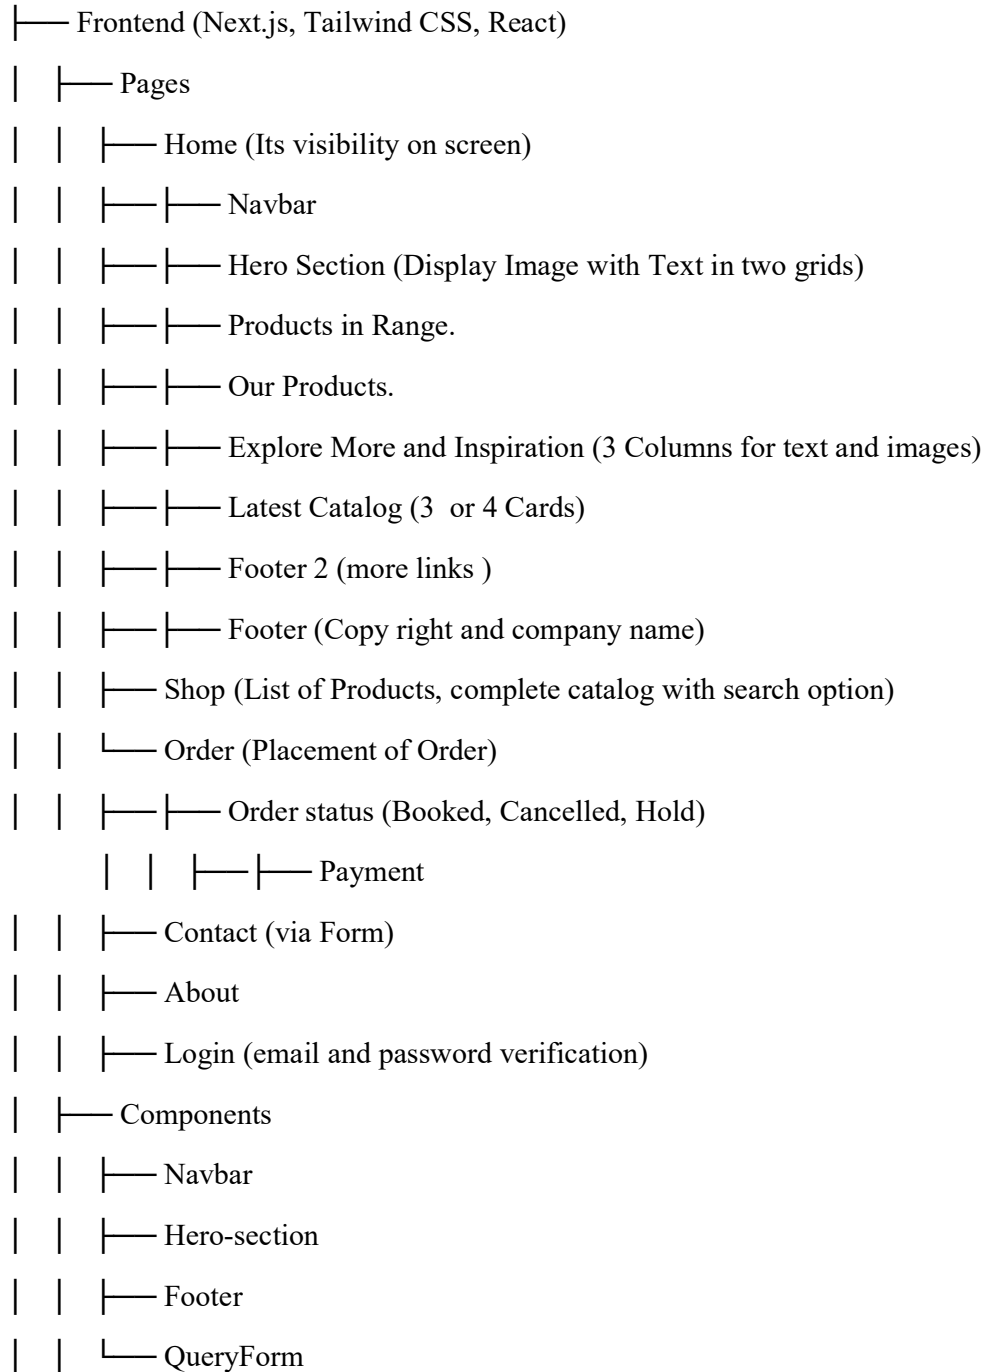 ├── Frontend (Next.js, Tailwind CSS, React)
│ ├── Pages
│ │ ├── Home (Its visibility on screen)
│ │ ├──├── Navbar
│ │ ├──├── Hero Section (Display Image with Text in two grids)
│ │ ├──├── Products in Range.
│ │ ├──├── Our Products.
│ │ ├──├── Explore More and Inspiration (3 Columns for text and images)
│ │ ├──├── Latest Catalog (3 or 4 Cards)
│ │ ├──├── Footer 2 (more links )
│ │ ├──├── Footer (Copy right and company name)
│ │ ├── Shop (List of Products, complete catalog with search option)
│ │ └── Order (Placement of Order)
│ │ ├──├── Order status (Booked, Cancelled, Hold)
│ │ ├──├── Payment
│ │ ├── Contact (via Form)
│ │ ├── About
│ │ ├── Login (email and password verification)
│ ├── Components
│ │ ├── Navbar
│ │ ├── Hero-section
│ │ ├── Footer
│ │ └── QueryForm